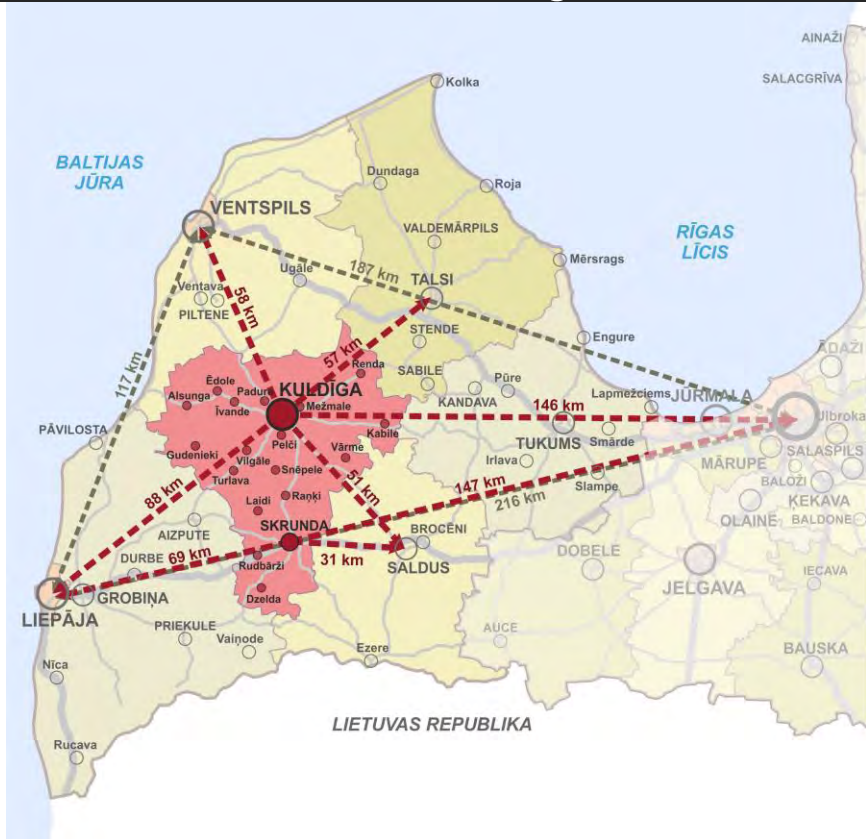 AINAŽI
SALACGRĪVA
Kolka
BALTIJAS
JŪRA
Dundaga
Roja
VENTSPILS
VALDEMĀRPILS
RĪGAS
LĪCIS
Mērsrags
187 km
TALSI
Ugāle
Ventava
PILTENE
58 km
STENDE
Engure
57 km
117 km
ĀDAŽI
Renda
SABILE
Ēdole
Padure
KULDĪGA
Pūre
KANDAVA
Lapmežciems
JŪRMALA
Alsunga
Īvande
Mežmale
146 km
Ulbroka
PĀVILOSTA
Pelči
Kabile
TUKUMS
Smārde
SALASPILS
Gudenieki
Vilgāle
Vārme
Irlava
MĀRUPE
Snēpele
Turlava
51 km
147 km
Slampe
BALOŽI
88 km
Laidi
Raņķi
216 km
ĶEKAVA
OLAINE
BALDONE
AIZPUTE
SKRUNDA
BROCĒNI
DURBE
69 km
Rudbārži
31 km
SALDUS
DOBELE
IECAVA
GROBIŅA
Dzelda
JELGAVA
LIEPĀJA
PRIEKULE
Vaiņode
AUCE
Ezere
BAUSKA
Nīca
LIETUVAS REPUBLIKA
Rucava